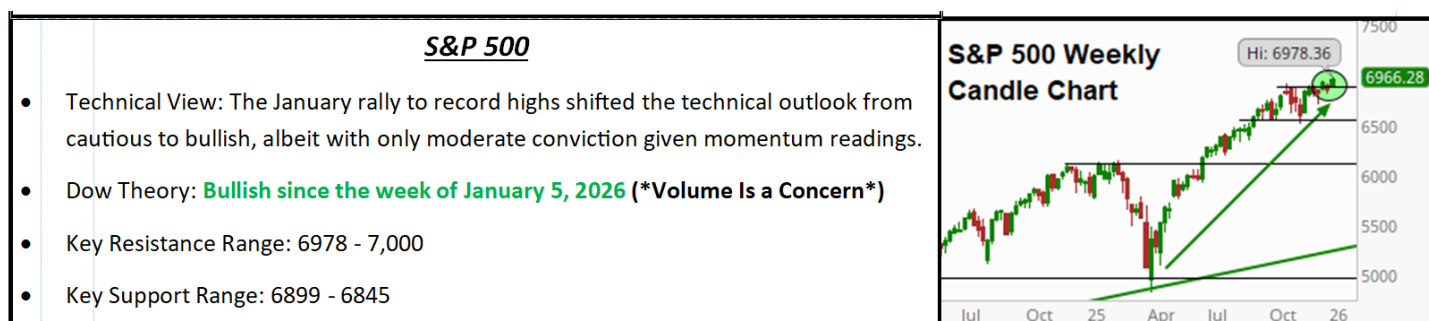 S&P 500
• Technical View: The January rally to record highs shifted the technical outlook from
cautious to bullish, albeit with only moderate conviction given momentum readings.
• Dow Theory: Bullish since the week of January 5, 2026 (*Volume Is a Concern*)
• Key Resistance Range: 6978 - 7,000
• Key Support Range: 6899 - 6845
S&P 500 Weekly
Candle Chart
Hi: 6978.36
7500
6966.28
6500
6000
5500
5000
Jul Oct 25 Apr Jul Oct 26